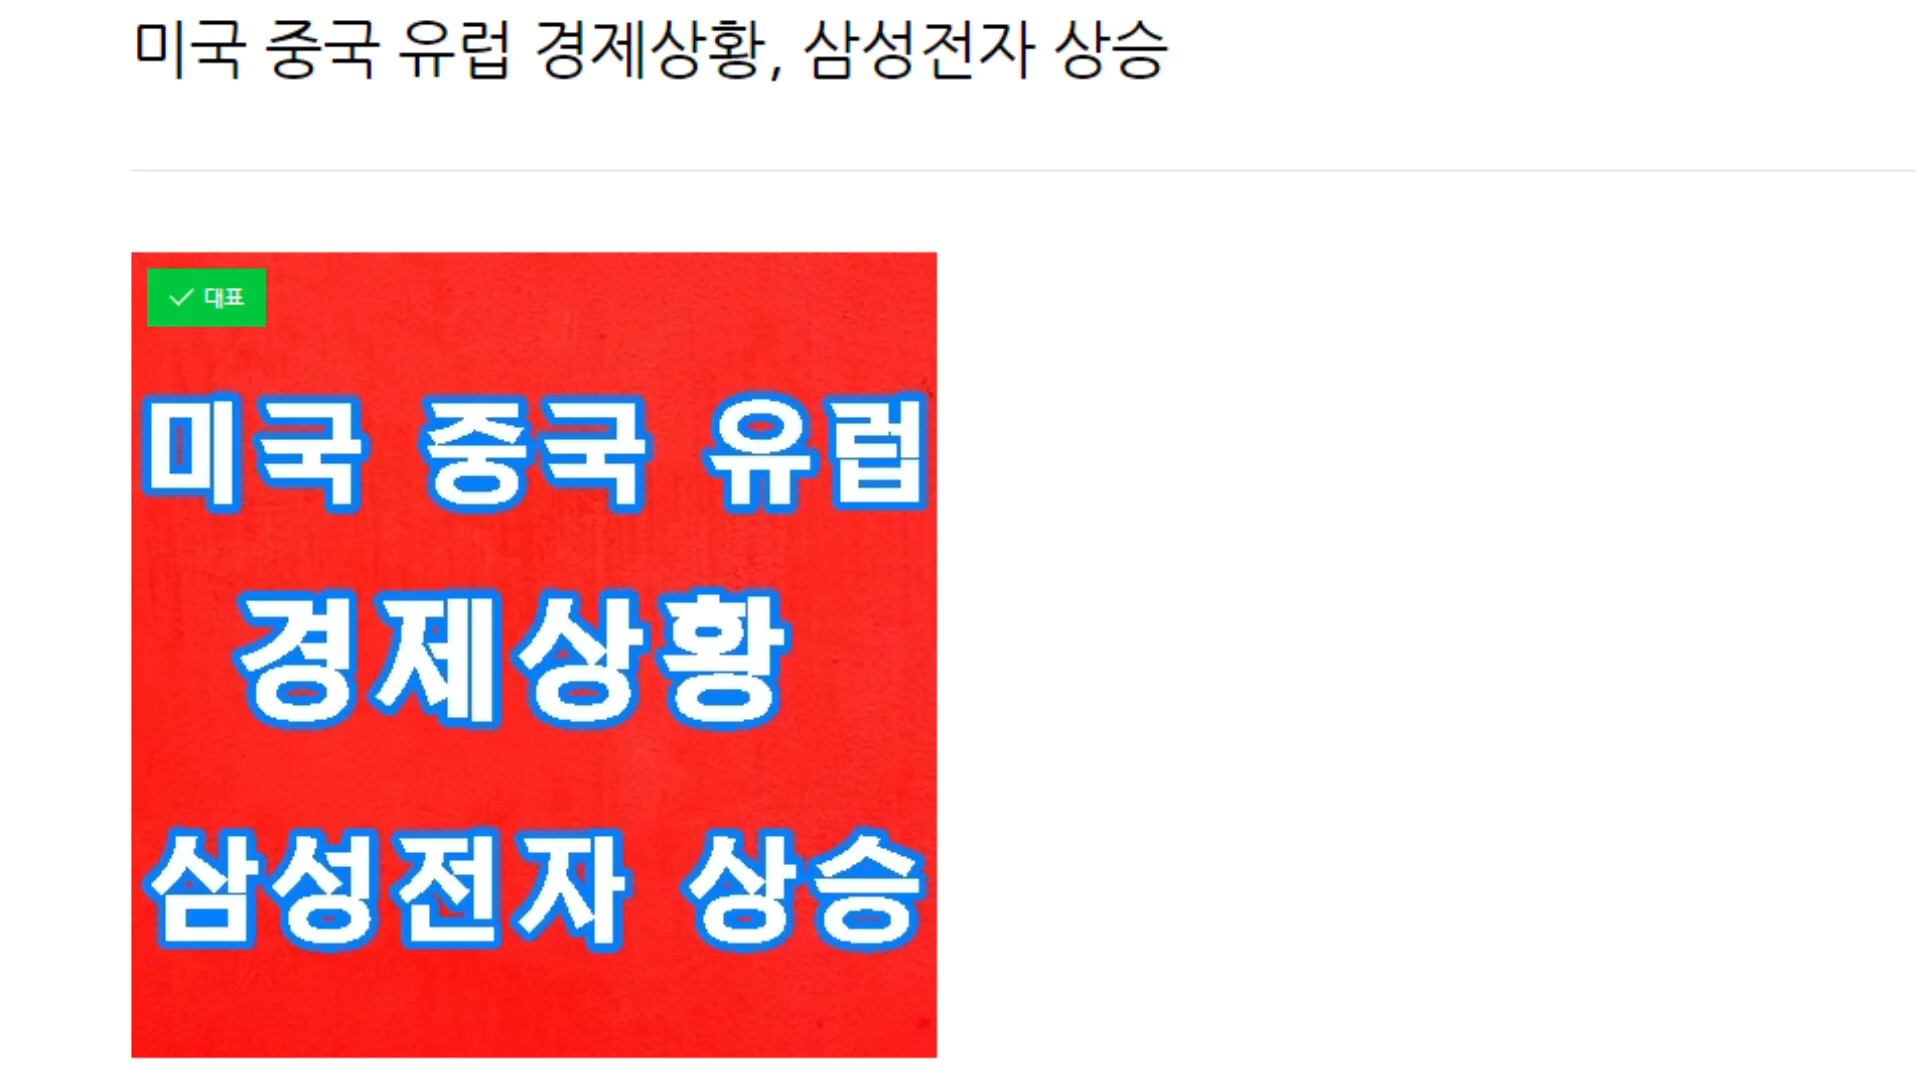 미국 중국 유럽 경제상황, 삼성전자 상승
대표
미국 중국 유럽
경제상황
삼성전자 상승